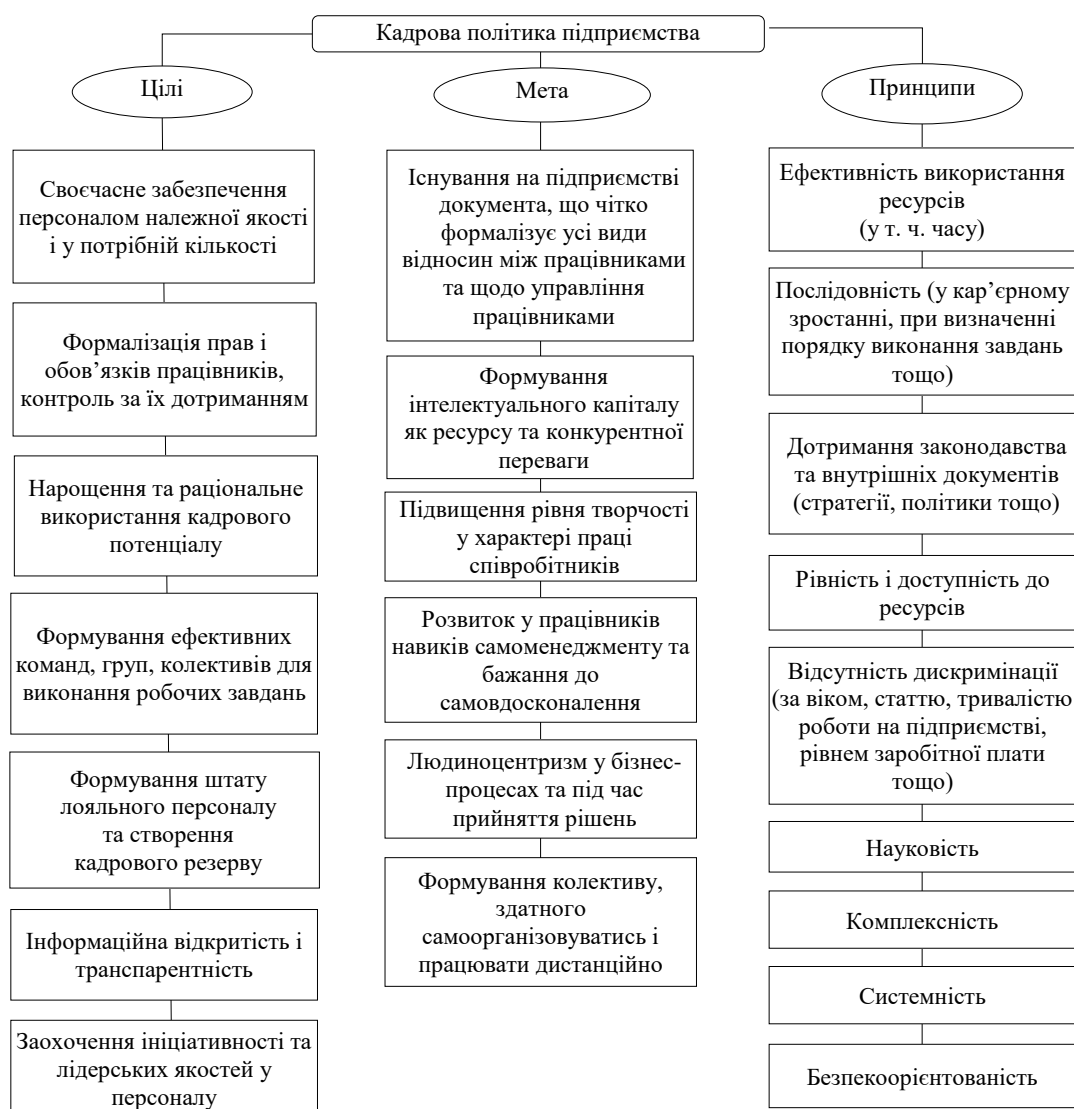 Кадрова політика підприємства
Цілі
Своєчасне забезпечення
персоналом належної якості
і у потрібній кількості
Формалізація прав і
обов’язків працівників,
контроль за їх дотриманням
Нарощення та раціональне
використання кадрового
потенціалу
Формування ефективних
команд, груп, колективів для
виконання робочих завдань
Формування штату
лояльного персоналу
та створення
кадрового резерву
Інформаційна відкритість і
транспарентність
Заохочення ініціативності та
лідерських якостей у
персоналу
Мета
Існування на підприємстві
документа, що чітко
формалізує усі види
відносин між працівниками
та щодо управління
працівниками
Формування
інтелектуального капіталу
як ресурсу та конкурентної
переваги
Підвищення рівня творчості
у характері праці
співробітників
Розвиток у працівників
навиків самоменеджменту та
бажання до
самовдосконалення
Людиноцентризм у бізнес-
процесах та під час
прийняття рішень
Формування колективу,
здатного
самоорганізовуватись і
працювати дистанційно
Принципи
Ефективність використання
ресурсів
(у т. ч. часу)
Послідовність (у кар’єрному
зростанні, при визначенні
порядку виконання завдань
тощо)
Дотримання законодавства
та внутрішніх документів
(стратегії, політики тощо)
Рівність і доступність до
ресурсів
Відсутність дискримінації
(за віком, статтю, тривалістю
роботи на підприємстві,
рівнем заробітної плати
тощо)
Науковість
Комплексність
Системність
Безпекоорієнтованість